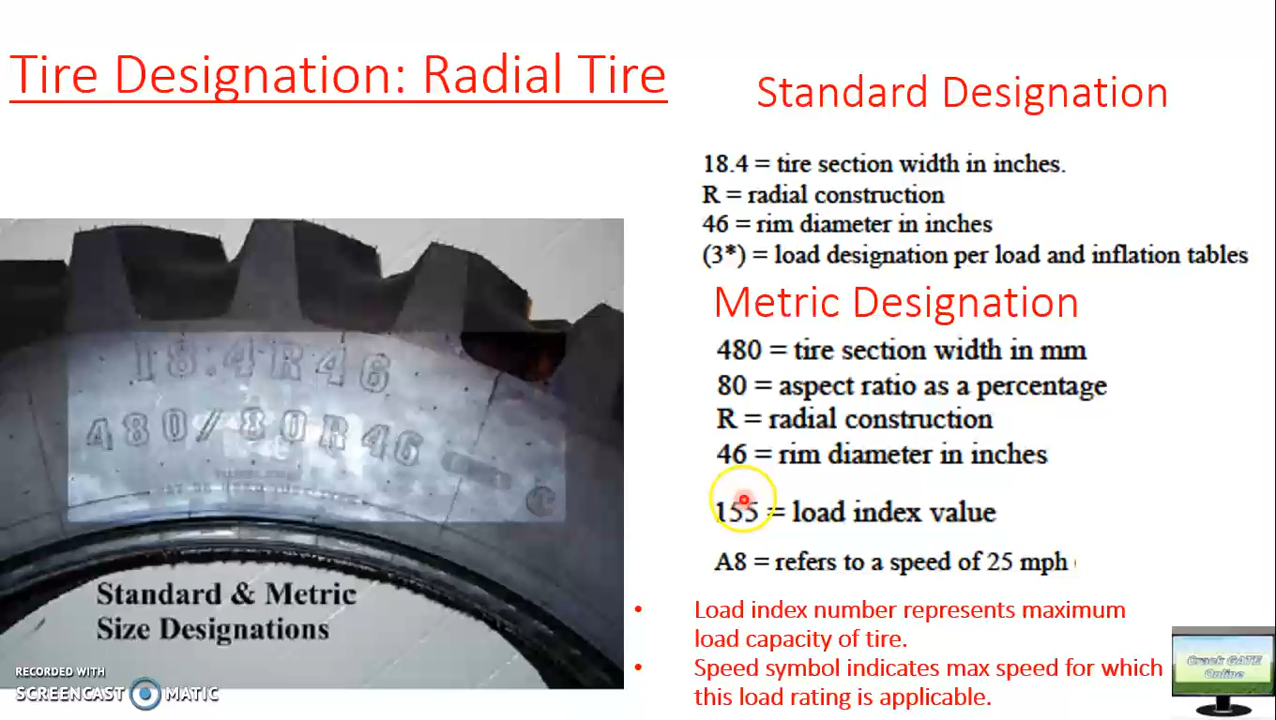 Tire Designation: Radial Tire
Standard Designation
18.4 = tire section width in inches.
R = radial construction
46 = rim diameter in inches
(3*) = load designation per load and inflation tables
Metric Designation
480 = tire section width in mm
80 = aspect ratio as a percentage
R = radial construction
46 = rim diameter in inches
155 = load index value
A8 = refers to a speed of 25 mph
• Load index number represents maximum
load capacity of tire.
• Speed symbol indicates max speed for which
this load rating is applicable.
18.4R46
480/80R46
Standard & Metric
Size Designations
RECORDED WITH
SCREENCAST MATIC
Crack GATE
Online